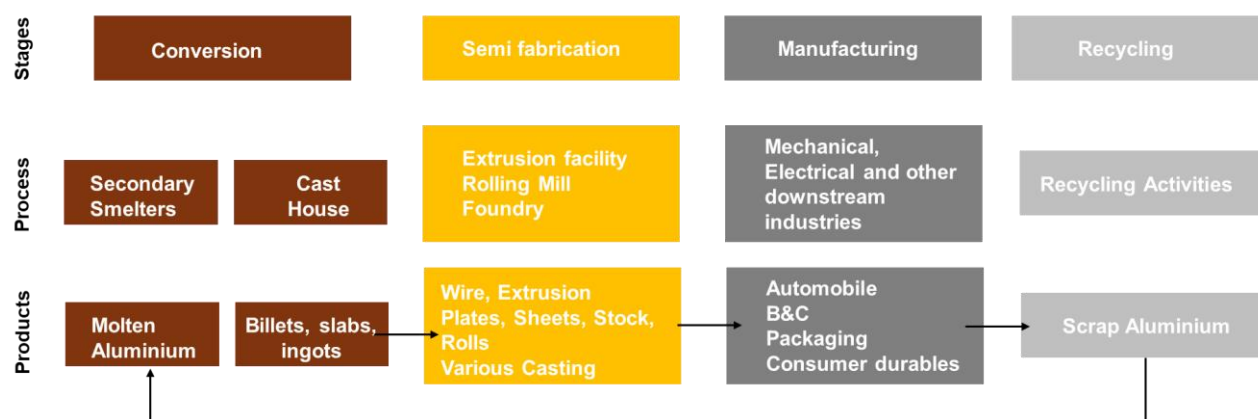 Stages
Conversion
Semi fabrication
Manufacturing
Recycling
Process
Secondary
Smelters
Cast
House
Extrusion facility
Rolling Mill
Foundry
Mechanical,
Electrical and other
downstream
industries
Recycling Activities
Products
Molten
Aluminium
Billets, slabs,
ingots
Wire, Extrusion
Plates, Sheets, Stock,
Rolls
Various Casting
Automobile
B&C
Packaging
Consumer durables
Scrap Aluminium